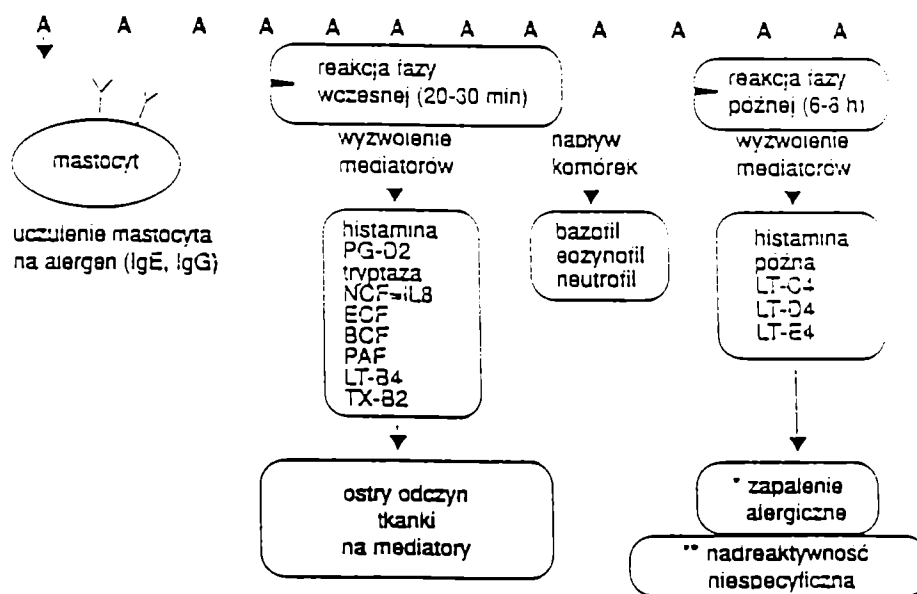 A A A A A A A A A A A A
reakcja fazy
wczesnej (20-30 min)
reakcja fazy
późnej (6-8 h)
mastocyt
uczulenie mastocyta
na alergen (IgE, IgG)
wyzwolenie
mediatorów
napływ
komórek
wyzwolenie
mediatorów
histamina
PG-D2
tryptaza
NCF=IL8
ECF
BCF
PAF
LT-B4
TX-B2
bazofil
eozynofil
neutrofil
histamina
późna
LT-C4
LT-D4
LT-E4
ostry odczyn
tkanki
na mediatory
* zapalenie
alergiczne
** nadreaktywność
niespecyficzna